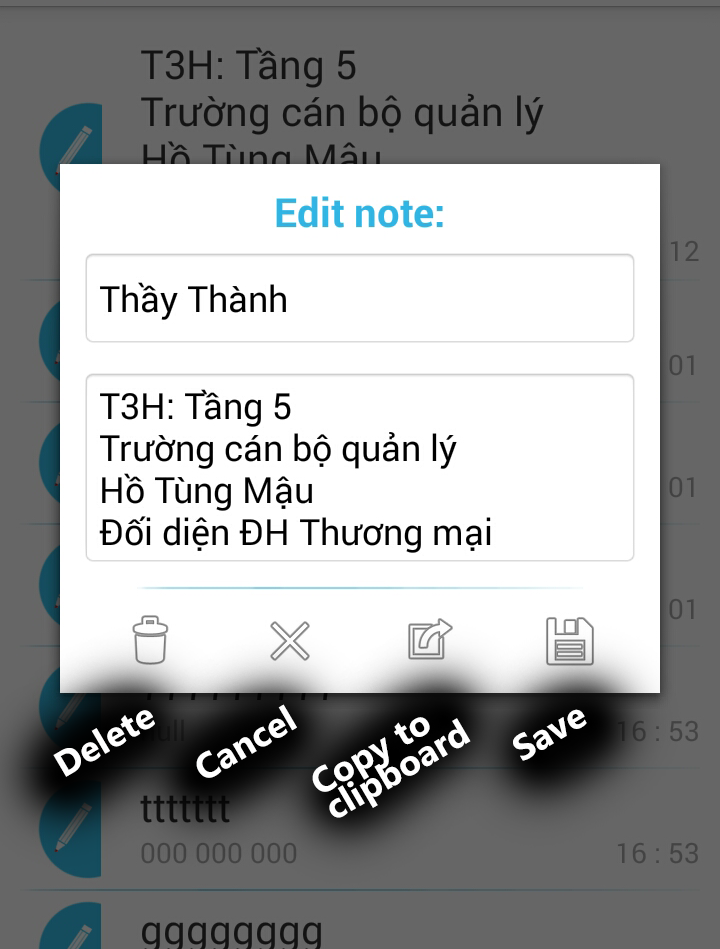 T3H: Tầng 5
Trường cán bộ quản lý
Hồ Tùng Mậu
12
Edit note:
Thầy Thành
01
T3H: Tầng 5
Trường cán bộ quản lý
Hồ Tùng Mậu
01
Đối diện ĐH Thương mại
01
Delete
Cancel
Copy to
clipboard
Save
16 : 53
ttttttt
000 000 000
16 : 53
gggggggg